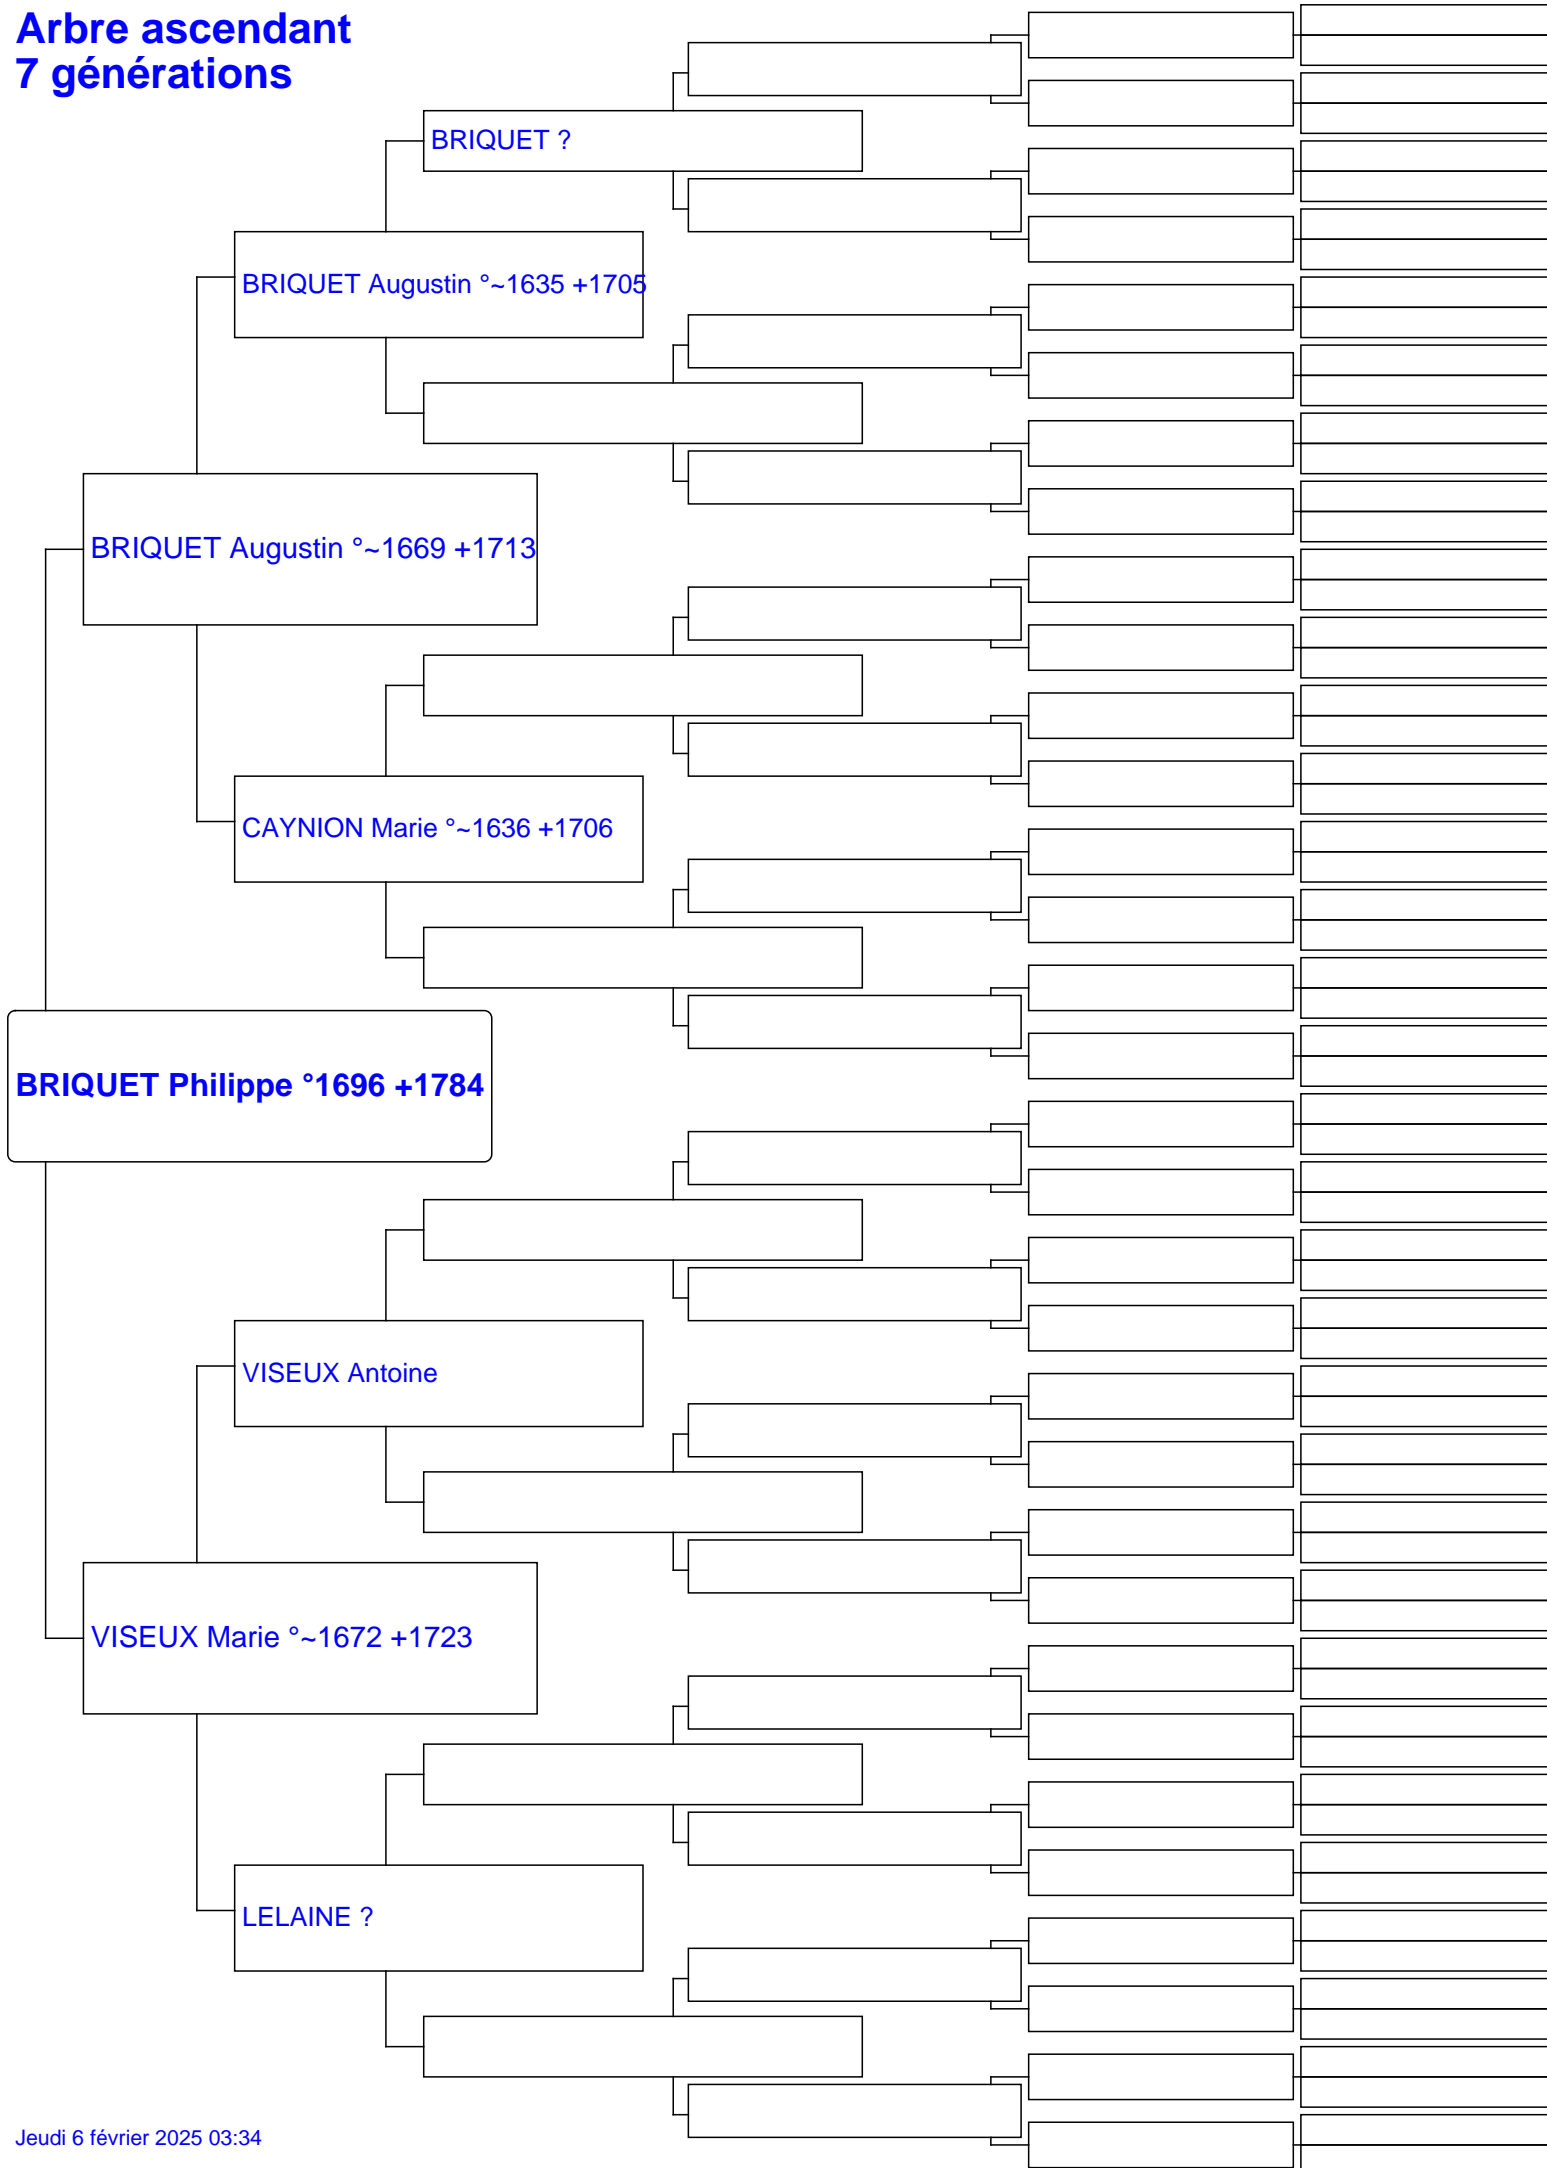 Arbre ascendant
7 générations
BRIQUET ?
BRIQUET Augustin °~1635 +1705
BRIQUET Augustin °~1669 +1713
CAYNION Marie °~1636 +1706
BRIQUET Philippe °1696 +1784
VISEUX Antoine
VISEUX Marie °~1672 +1723
LELAINE ?
Jeudi 6 février 2025 03:34